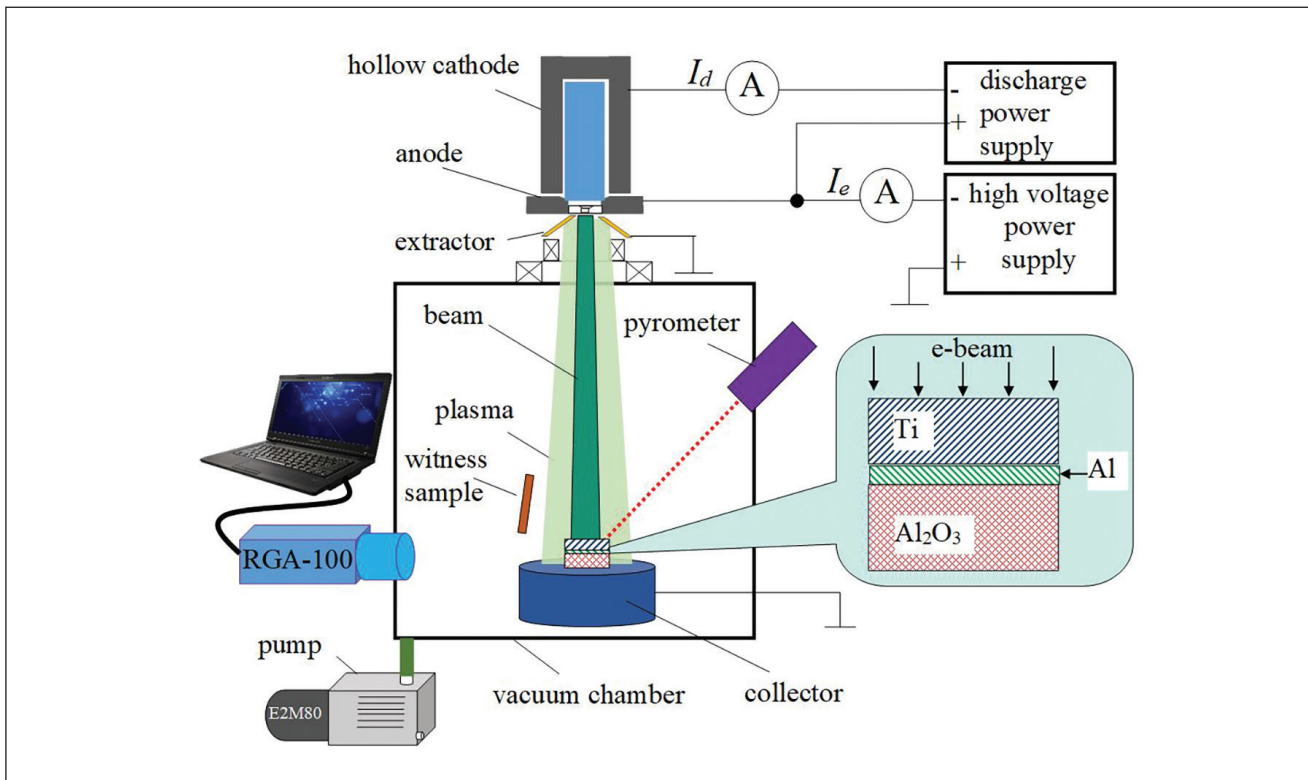 hollow cathode
I_d
A
- discharge
power
+
supply
anode
I_e
A
- high voltage
power
+
supply
extractor
beam
pyrometer
e-beam
plasma
Ti
witness
sample
Al
Al₂O₃
RGA-100
pump
E2M80
vacuum chamber
collector